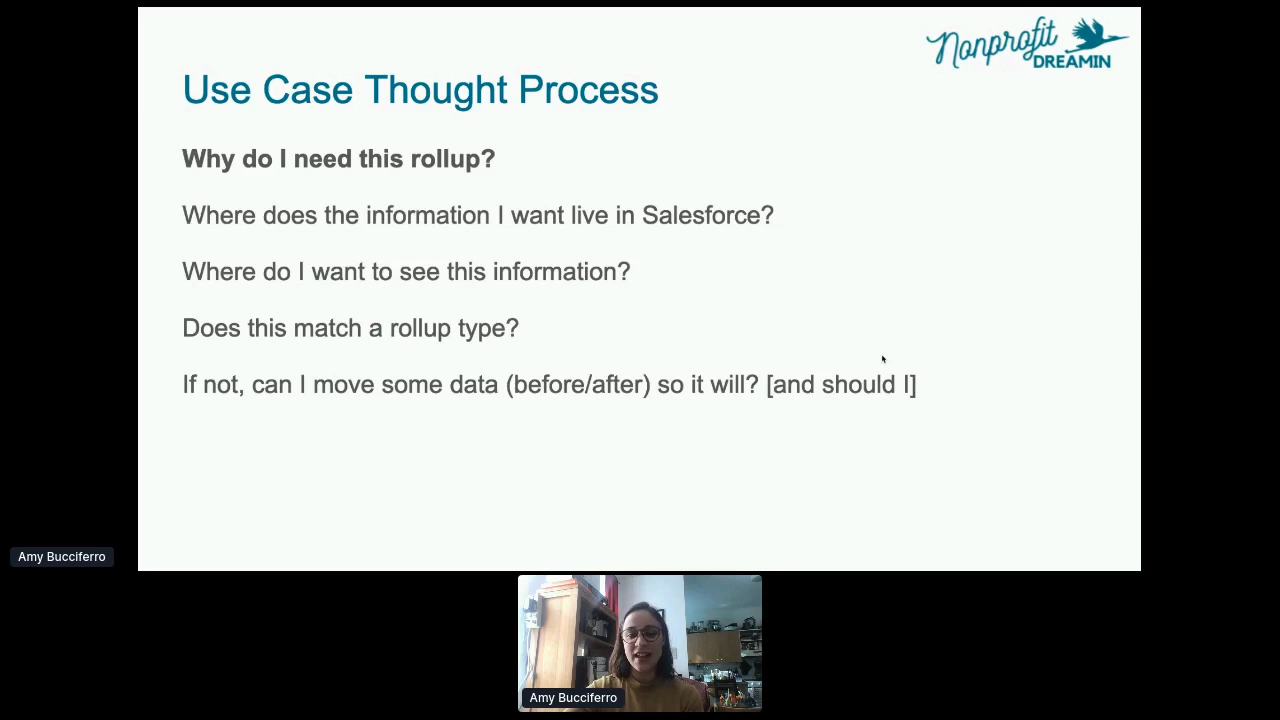 Nonprofit
DREAMIN
Use Case Thought Process
Why do I need this rollup?
Where does the information I want live in Salesforce?
Where do I want to see this information?
Does this match a rollup type?
If not, can I move some data (before/after) so it will? [and should I]
Amy Bucciferro
Amy Bucciferro